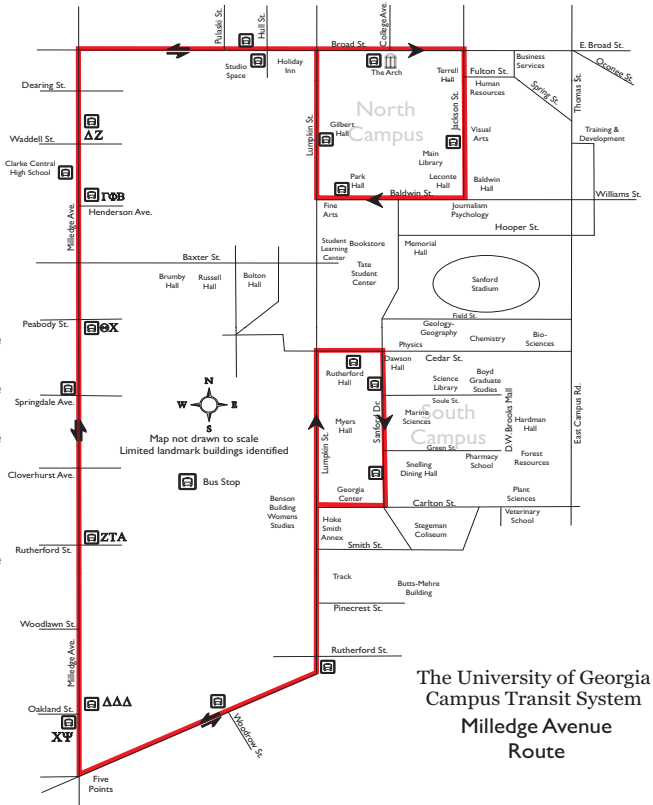 Pulaski St.
Hull St.
College Ave.
Broad St.
E. Broad St.
Oconee St.
Studio
Space
Holiday
Inn
The Arch
Terrell
Hall
Fulton St.
Business
Services
Spring St.
Thomas St.
Human
Resources
Dearing St.
North
Campus
Jackson St.
Lumpkin St.
Gilbert
Hall
Visual
Arts
Training &
Development
ΔΖ
Waddell St.
Main
Library
Clarke Central
High School
Park
Hall
Leconte
Hall
Baldwin
Hall
ΓΦΒ
Milledge Ave.
Baldwin St.
Williams St.
Henderson Ave.
Fine
Arts
Journalism
Psychology
Hooper St.
Student
Learning
Center
Bookstore
Memorial
Hall
Baxter St.
Tate
Student
Center
Brumby
Hall
Russell
Hall
Bolton
Hall
Sanford
Stadium
Field St.
Peabody St.
ΘΧ
Geology-
Geography
Chemistry
Bio-
Sciences
Physics
Dawson
Hall
Cedar St.
Rutherford
Hall
Science
Library
Boyd
Graduate
Studies
N
W
E
S
Springdale Ave.
Soule St.
Map not drawn to scale
Limited landmark buildings identified
Lumpkin St.
Myers
Hall
Sanford Dr.
Marine
Sciences
South
Campus
D.W. Brooks Mall
Hardman
Hall
East Campus Rd.
Green St.
Snelling
Dining Hall
Pharmacy
School
Forest
Resources
Cloverhurst Ave.
Bus Stop
Georgia
Center
Plant
Sciences
Benson
Building
Womens
Studies
Carlton St.
Veterinary
School
Hoke
Smith
Annex
Stegeman
Coliseum
ΖΤΑ
Rutherford St.
Smith St.
Track
Butts-Mehre
Building
Pinecrest St.
Woodlawn St.
Rutherford St.
Milledge Ave.
ΔΔΔ
Oakland St.
ΧΨ
Woodrow St.
Five
Points
The University of Georgia
Campus Transit System
Milledge Avenue
Route